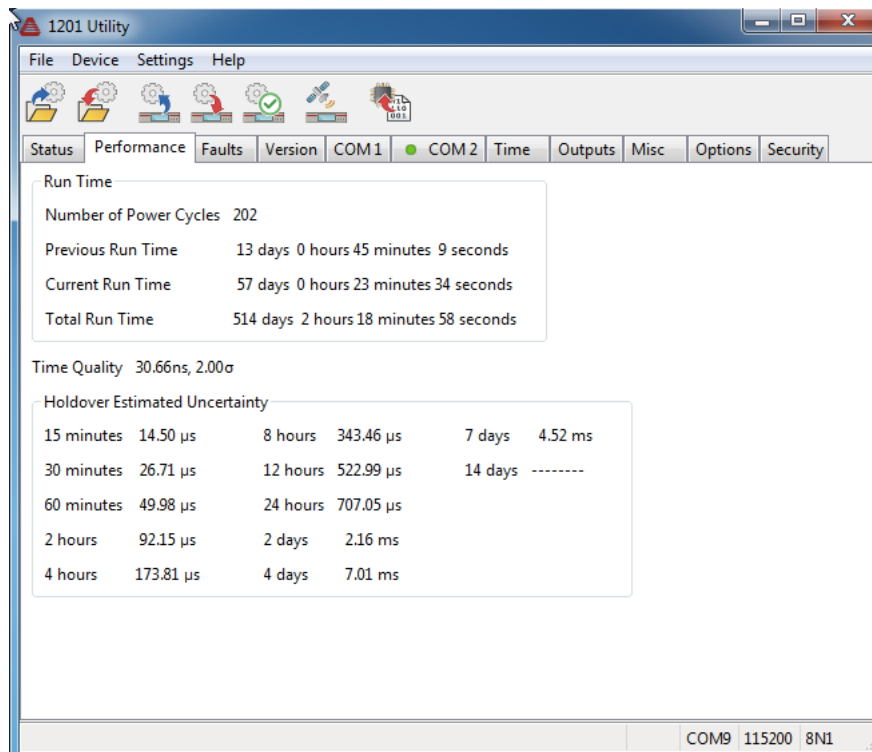 1201 Utility
File Device Settings Help
Status Performance Faults Version COM 1 COM 2 Time Outputs Misc Options Security
Run Time
Number of Power Cycles 202
Previous Run Time 13 days 0 hours 45 minutes 9 seconds
Current Run Time 57 days 0 hours 23 minutes 34 seconds
Total Run Time 514 days 2 hours 18 minutes 58 seconds
Time Quality 30.66ns, 2.00σ
Holdover Estimated Uncertainty
15 minutes 14.50 µs 8 hours 343.46 µs 7 days 4.52 ms
30 minutes 26.71 µs 12 hours 522.99 µs 14 days --------
60 minutes 49.98 µs 24 hours 707.05 µs
2 hours 92.15 µs 2 days 2.16 ms
4 hours 173.81 µs 4 days 7.01 ms
COM9 115200 8N1